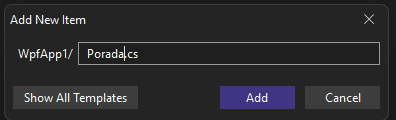 Add New Item
WpfApp1/ Porada.cs
Show All Templates Add Cancel